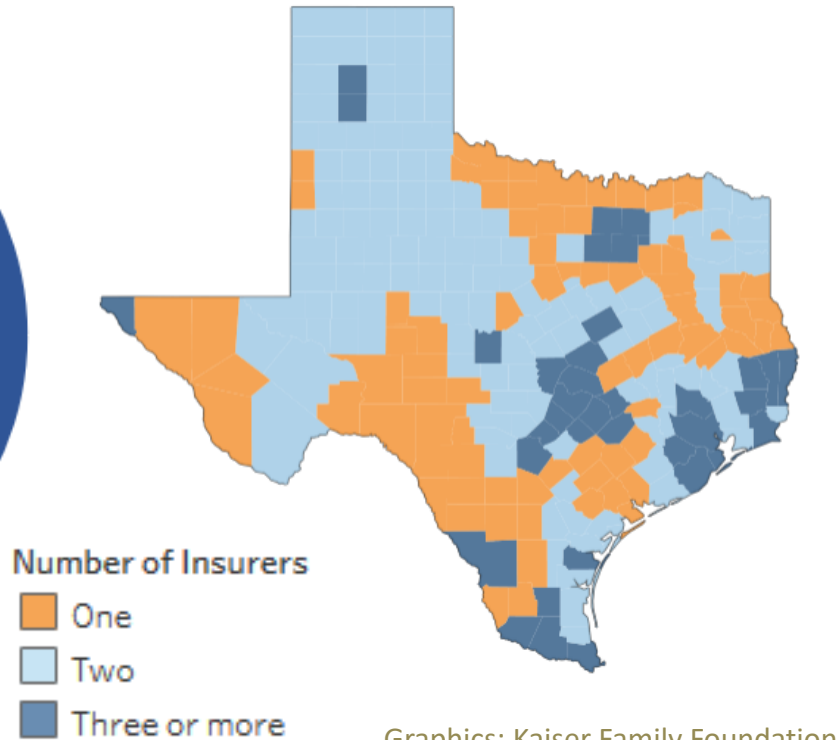 Number of Insurers
One
Two
Three or more
Graphics: Kaiser Family Foundation